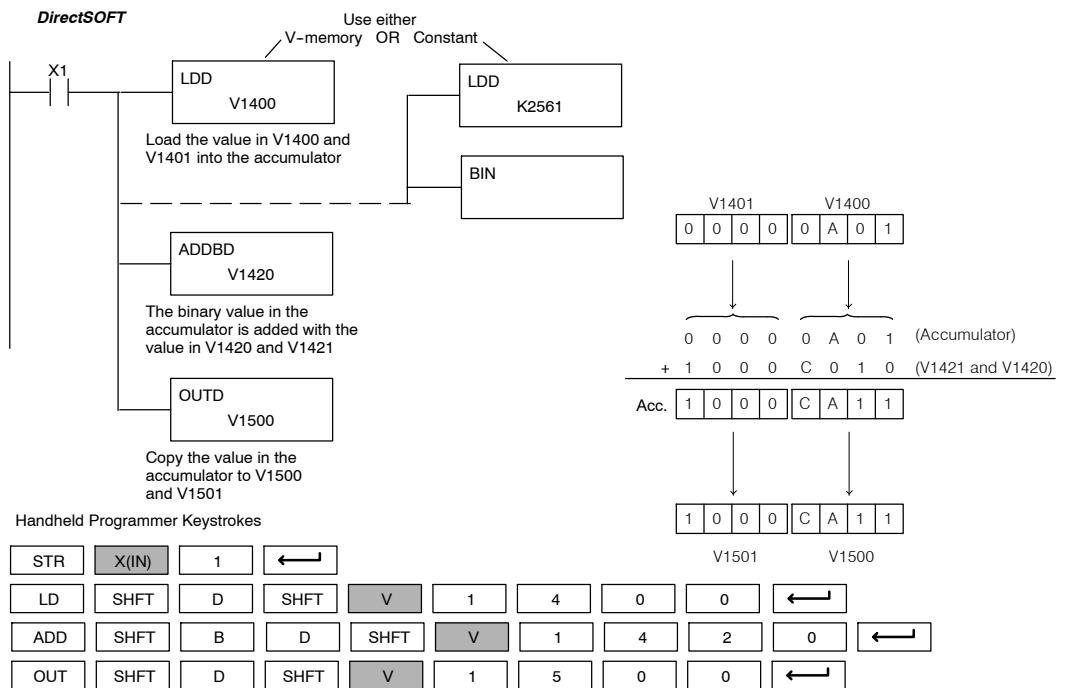 DirectSOFT
Use either
V-memory OR Constant
X1
LDD
V1400
Load the value in V1400 and
V1401 into the accumulator
LDD
K2561
BIN
ADDBD
V1420
The binary value in the
accumulator is added with the
value in V1420 and V1421
OUTD
V1500
Copy the value in the
accumulator to V1500
and V1501
V1401 V1400
0 0 0 0 0 A 0 1
0 0 0 0 0 A 0 1 (Accumulator)
+ 1 0 0 0 C 0 1 0 (V1421 and V1420)
Acc. 1 0 0 0 C A 1 1
1 0 0 0 C A 1 1
V1501 V1500
Handheld Programmer Keystrokes
STR X(IN) 1
LD SHFT D SHFT V 1 4 0 0
ADD SHFT B D SHFT V 1 4 2 0
OUT SHFT D SHFT V 1 5 0 0